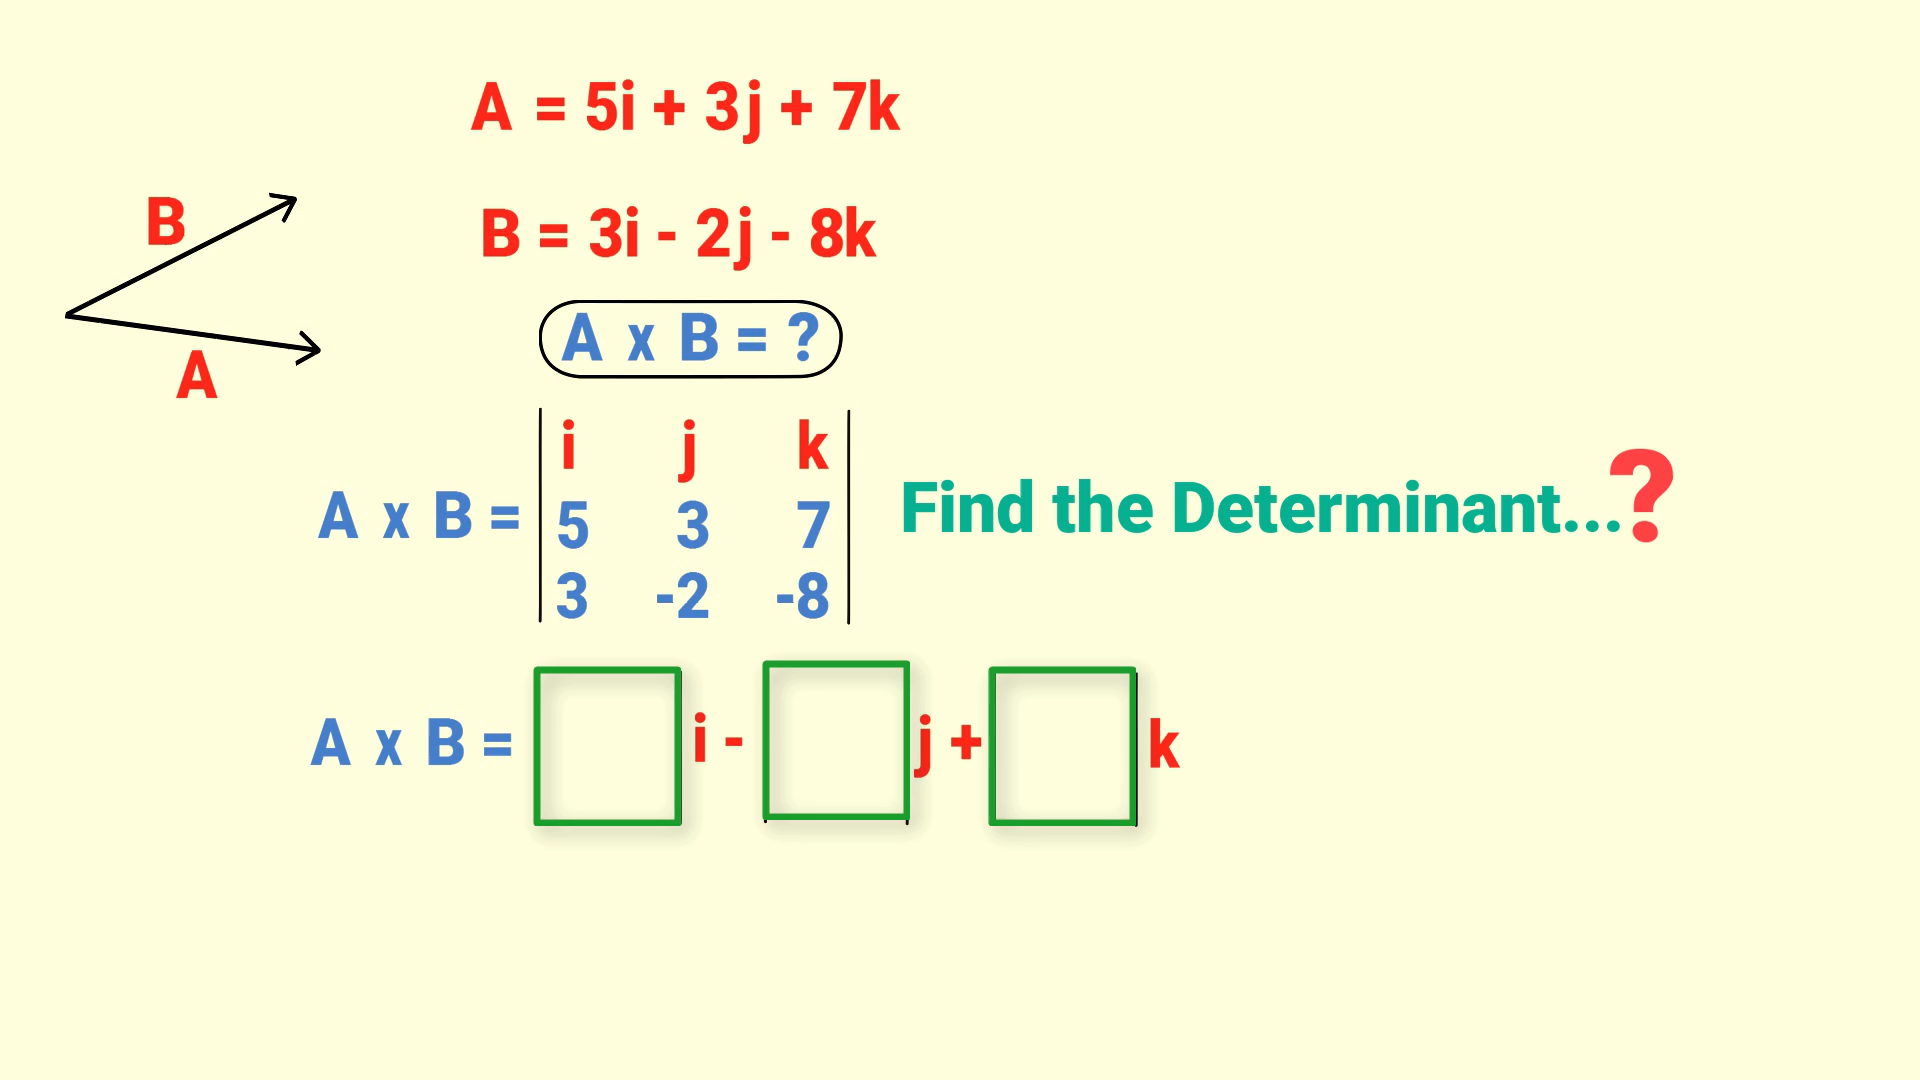 A = 5i + 3j + 7k
B
B = 3i - 2j - 8k
A x B = ?
A
i j k
A x B = 5 3 7 Find the Determinant...?
3 -2 -8
A x B = i - j + k